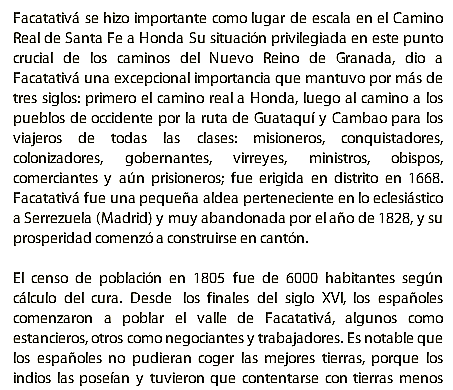 Facatativá se hizo importante como lugar de escala en el Camino
Real de Santa Fe a Honda Su situación privilegiada en este punto
crucial de los caminos del Nuevo Reino de Granada, dio a
Facatativá una excepcional importancia que mantuvo por más de
tres siglos: primero el camino real a Honda, luego al camino a los
pueblos de occidente por la ruta de Guataquí y Cambao para los
viajeros de todas las clases: misioneros, conquistadores,
colonizadores, gobernantes, virreyes, ministros, obispos,
comerciantes y aún prisioneros; fue erigida en distrito en 1668.
Facatativá fue una pequeña aldea perteneciente en lo eclesiástico
a Serrezuela (Madrid) y muy abandonada por el año de 1828, y su
prosperidad comenzó a construirse en cantón.

El censo de población en 1805 fue de 6000 habitantes según
cálculo del cura. Desde los finales del siglo XVI, los españoles
comenzaron a poblar el valle de Facatativá, algunos como
estancieros, otros como negociantes y trabajadores. Es notable que
los españoles no pudieran coger las mejores tierras, porque los
indios las poseían y tuvieron que contentarse con tierras menos